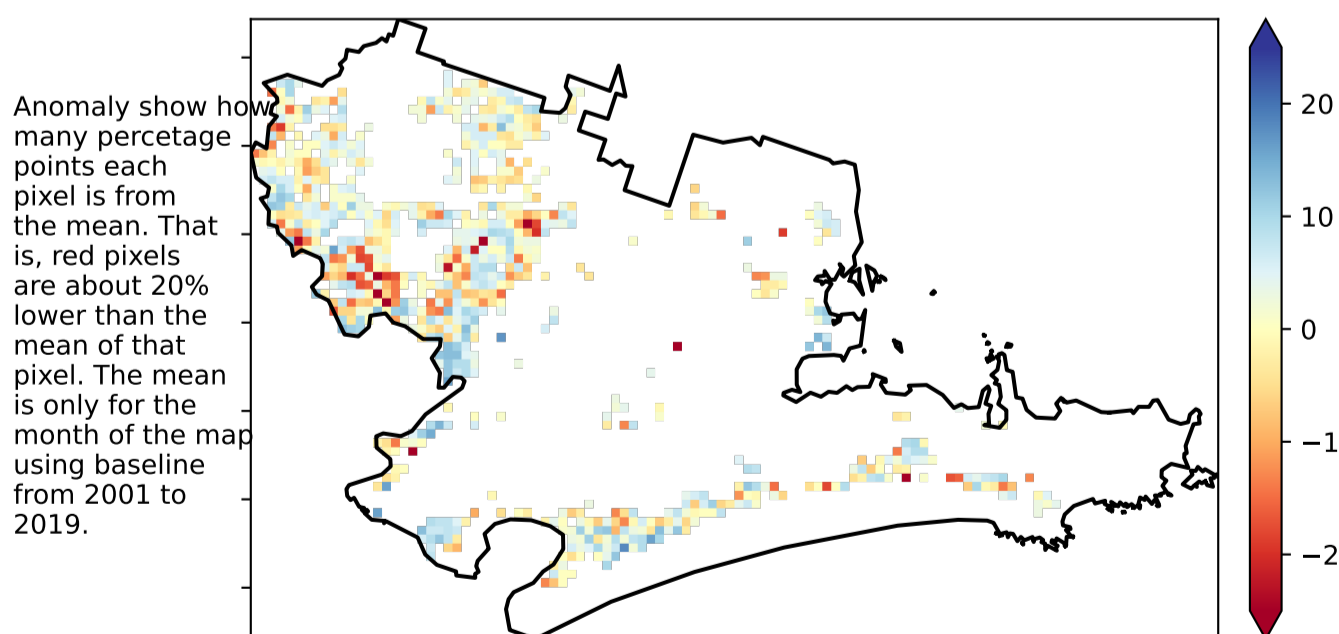 Anomaly show how
many percetage
points each
pixel is from
the mean. That
is, red pixels
are about 20%
lower than the
mean of that
pixel. The mean
is only for the
month of the map
using baseline
from 2001 to
2019.
20
10
0
−1
−2